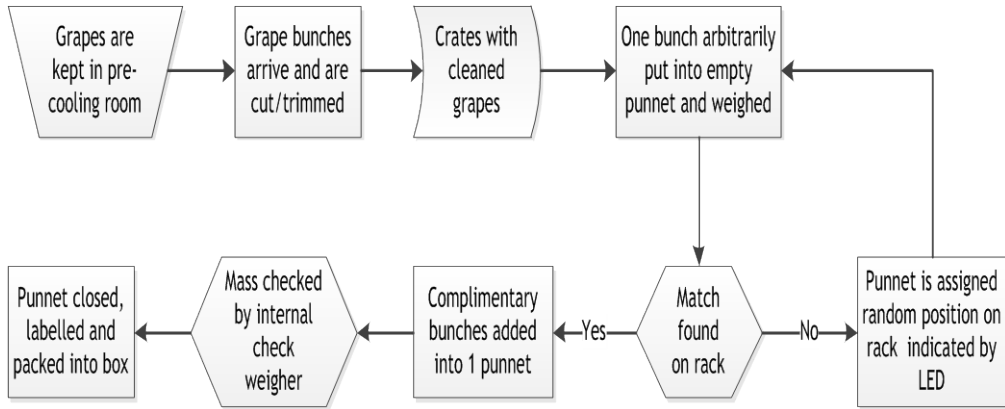 Grapes are
kept in pre-
cooling room
Grape bunches
arrive and are
cut/trimmed
Crates with
cleaned
grapes
One bunch arbitrarily
put into empty
punnet and weighed
Punnet closed,
labelled and
packed into box
Mass checked
by internal
check
weigher
Complimentary
bunches added
into 1 punnet
Yes
Match
found
on rack
No
Punnet is assigned
random position on
rack indicated by
LED